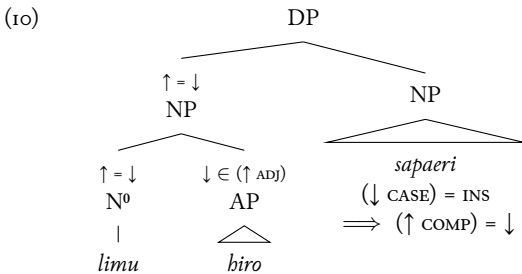 (10) DP
↑ = ↓
NP NP
↑ = ↓ ↓ ∈ (↑ ADJ) sapaeri
N⁰ AP (↓ CASE) = INS
⟹ (↑ COMP) = ↓
limu hiro